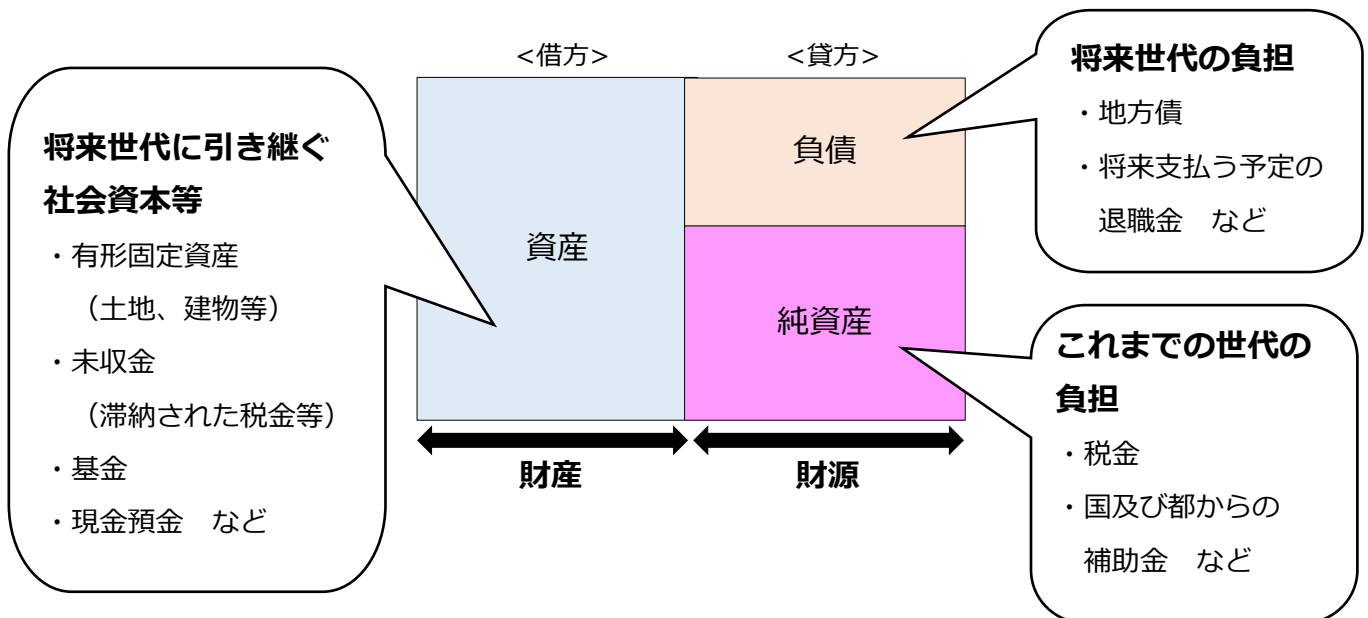 将来世代に引き継ぐ
社会資本等
・有形固定資産
（土地、建物等）
・未収金
（滞納された税金等）
・基金
・現金預金　など
<借方>
<貸方>
資産
負債
純資産
財産
財源
将来世代の負担
・地方債
・将来支払う予定の
退職金　など
これまでの世代の
負担
・税金
・国及び都からの
補助金　など